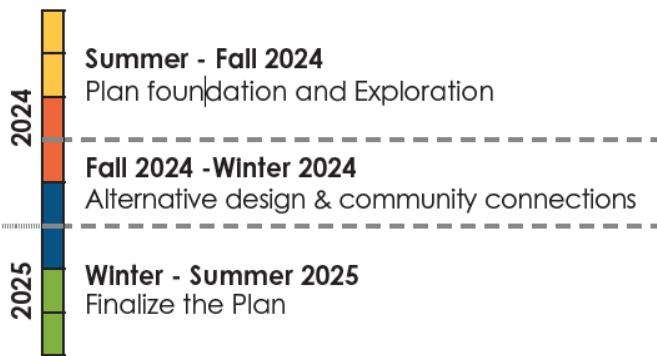 2024
Summer - Fall 2024
Plan foundation and Exploration
Fall 2024 -Winter 2024
Alternative design & community connections
2025
Winter - Summer 2025
Finalize the Plan